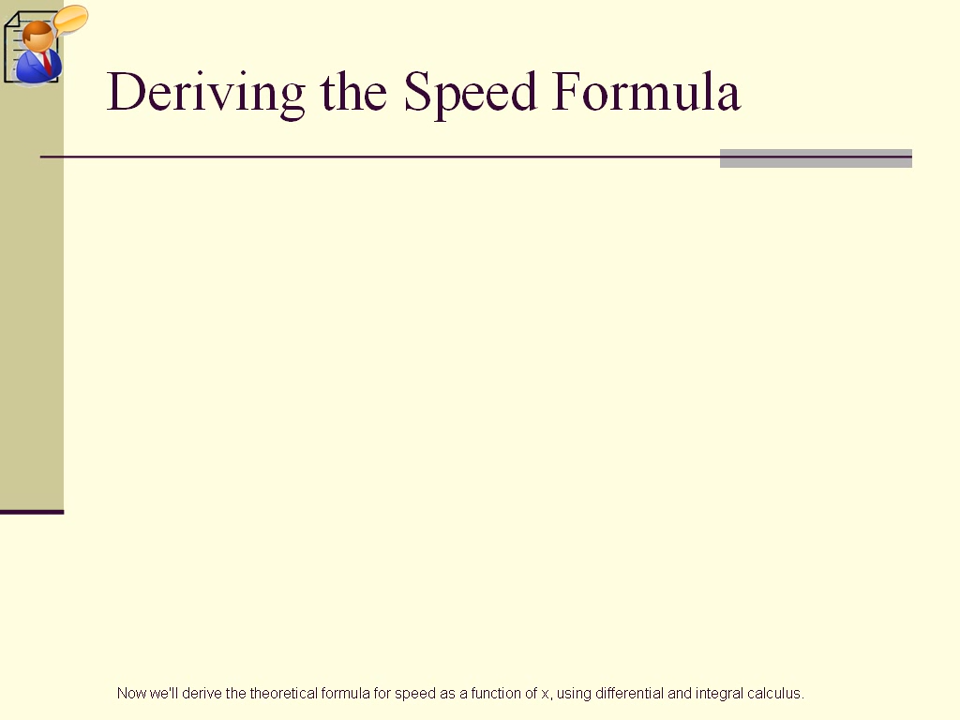 Deriving the Speed Formula
Now we'll derive the theoretical formula for speed as a function of x, using differential and integral calculus.